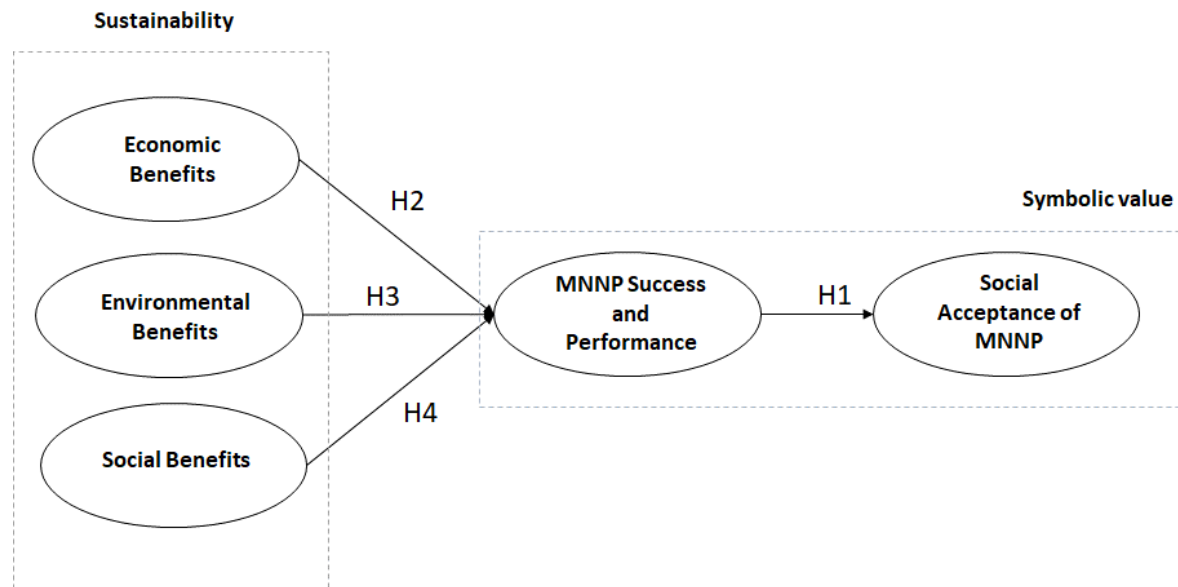 Sustainability
Economic
Benefits
H2
Symbolic value
Environmental
Benefits
H3
MNNP Success
and
Performance
H1
Social
Acceptance of
MNNP
H4
Social Benefits